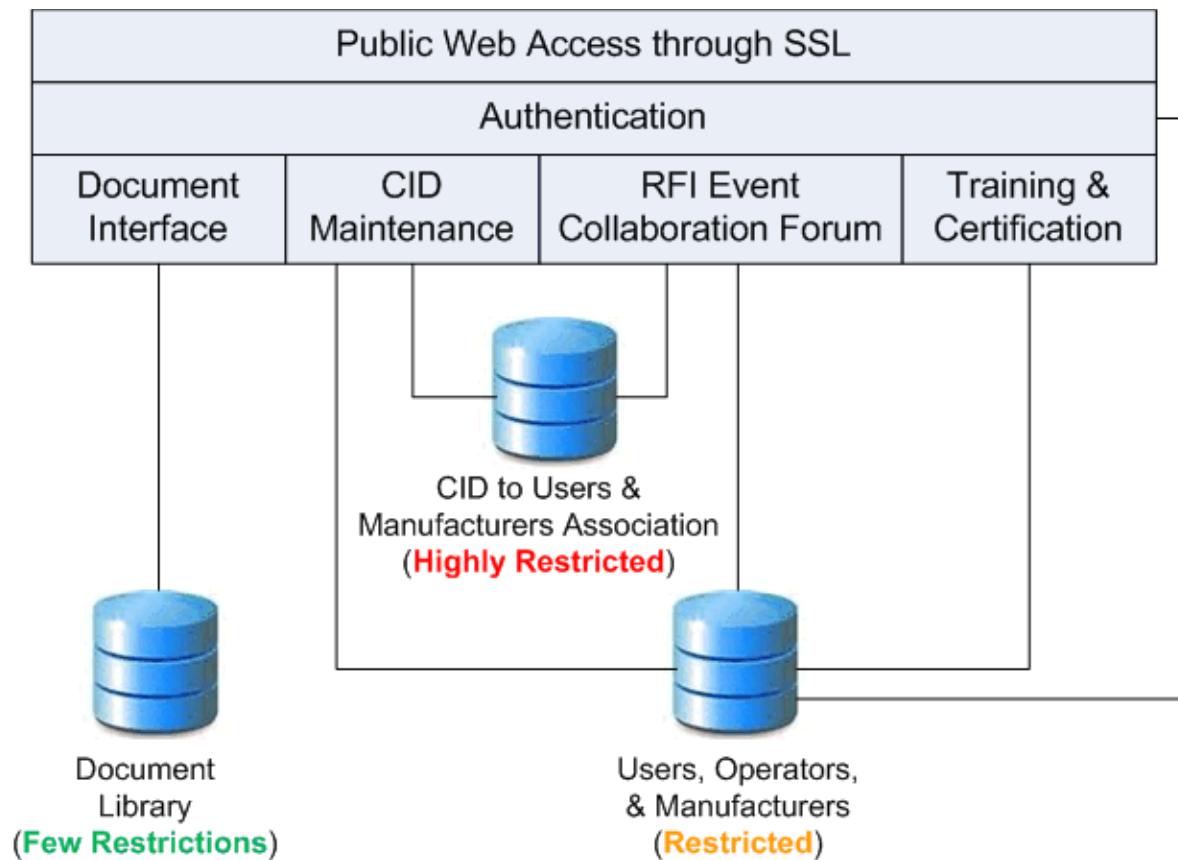 Public Web Access through SSL
Authentication
Document
Interface
CID
Maintenance
RFI Event
Collaboration Forum
Training &
Certification
CID to Users &
Manufacturers Association
(Highly Restricted)
Document
Library
(Few Restrictions)
Users, Operators,
& Manufacturers
(Restricted)